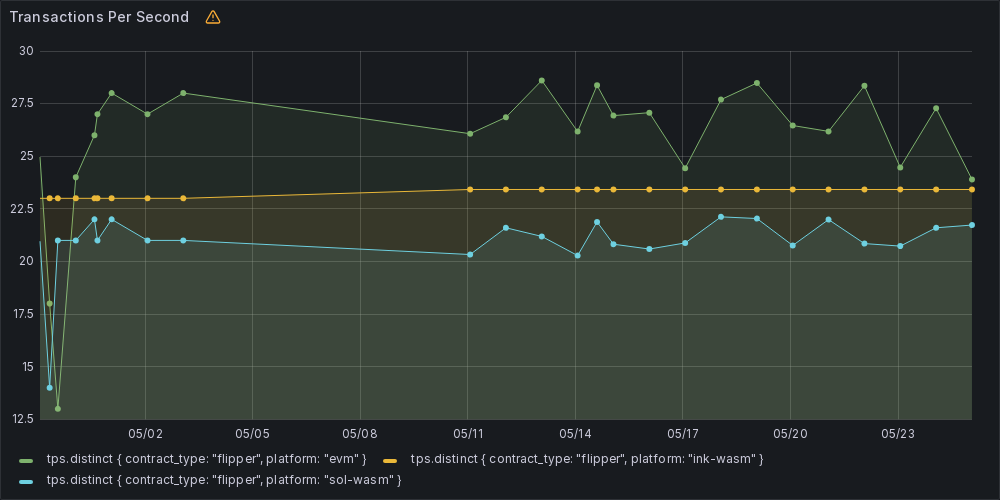 Transactions Per Second
30
27.5
25
22.5
20
17.5
15
12.5
05/02 05/05 05/08 05/11 05/14 05/17 05/20 05/23
tps.distinct { contract_type: "flipper", platform: "evm" } tps.distinct { contract_type: "flipper", platform: "ink-wasm" }
tps.distinct { contract_type: "flipper", platform: "sol-wasm" }